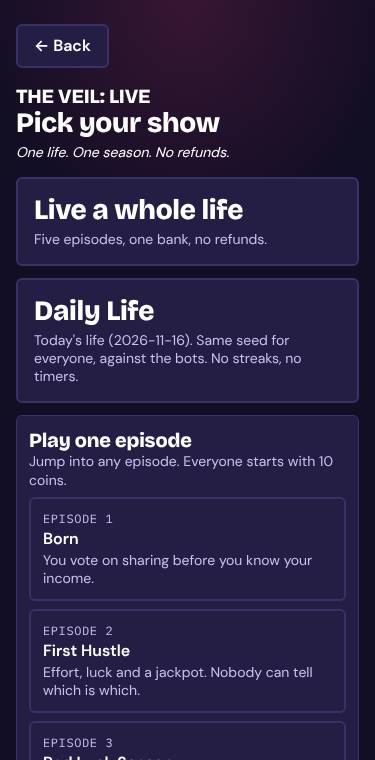 ← Back
THE VEIL: LIVE
Pick your show
One life. One season. No refunds.
Live a whole life
Five episodes, one bank, no refunds.
Daily Life
Today's life (2026-11-16). Same seed for
everyone, against the bots. No streaks, no
timers.
Play one episode
Jump into any episode. Everyone starts with 10
coins.
EPISODE 1
Born
You vote on sharing before you know your
income.
EPISODE 2
First Hustle
Effort, luck and a jackpot. Nobody can tell
which is which.
EPISODE 3